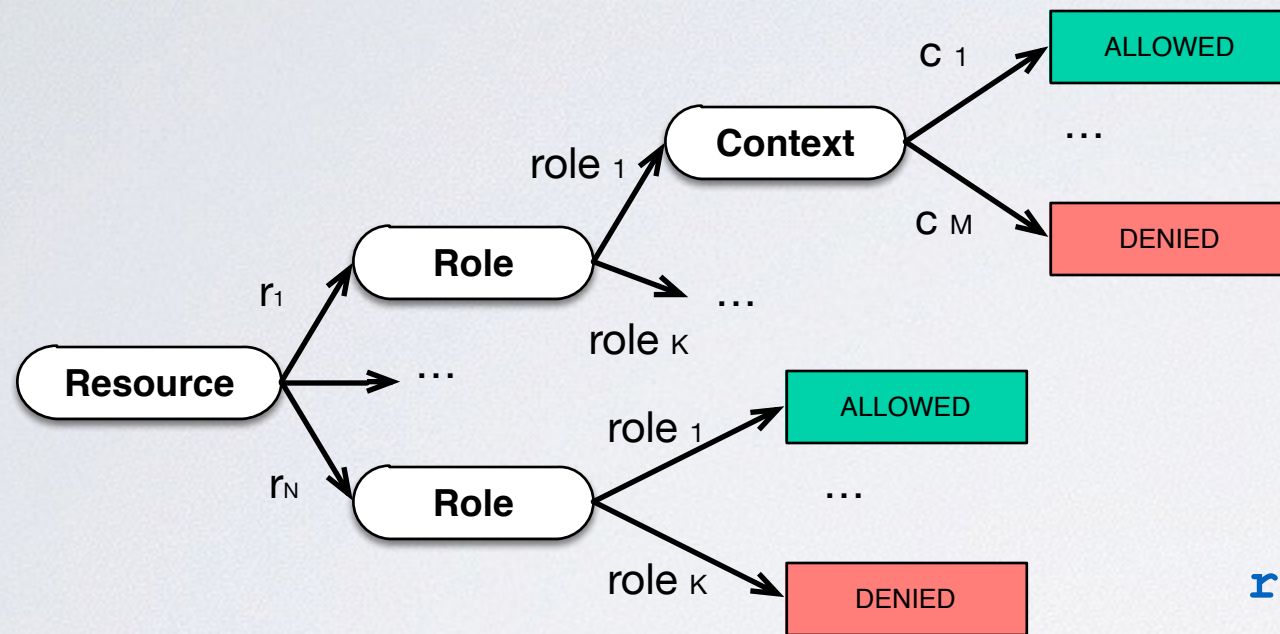 C 1
ALLOWED
...
Context
role 1
C M
DENIED
Role
r1
...
role K
Resource
...
ALLOWED
role 1
rN
...
Role
role K
DENIED
r